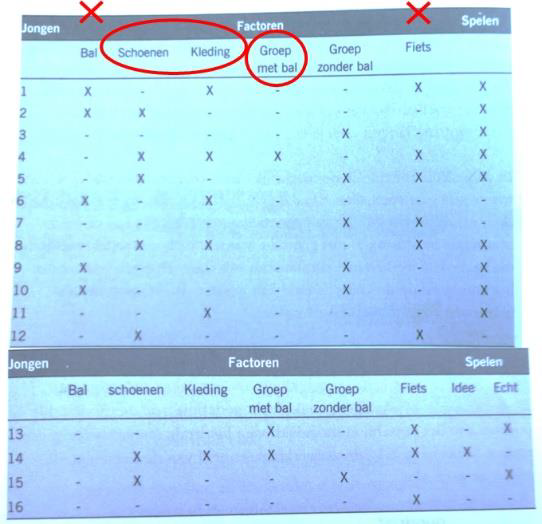 Jongen Factoren Spelen
Bal Schoenen Kleding Groep met bal Groep zonder bal Fiets
1 X - X - - X X
2 X X - - - - X
3 - - - - X - X
4 - X X X - X X
5 - X - - X X X
6 X - X - - - -
7 - - - - X X -
8 - X X - - X X
9 X - - - X - X
10 X - - - X - X
11 - - X - - - X
12 - X - - - X -
Jongen Factoren Spelen
Bal schoenen Kleding Groep met bal Groep zonder bal Fiets Idee Echt
13 - - - X - X - X
14 - X X X - X X -
15 - X - - X - - X
16 - - - - - X - -